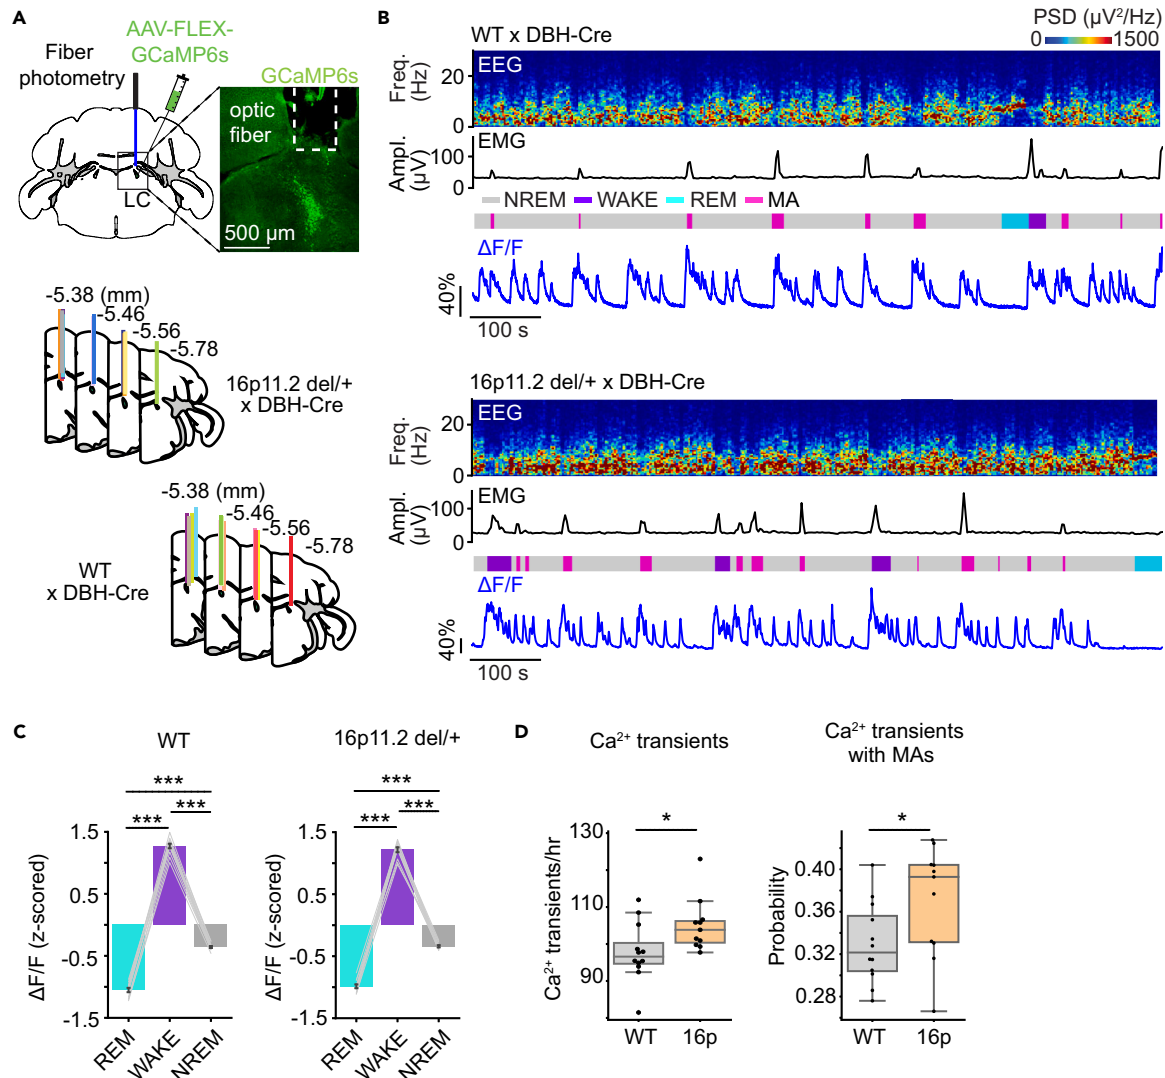 A
AAV-FLEX-
GCaMP6s
Fiber
photometry
GCaMP6s
optic
fiber
LC
500 µm
-5.38 (mm)
-5.46
-5.56
-5.78
16p11.2 del/+
x DBH-Cre
-5.38 (mm)
-5.46
-5.56
-5.78
WT
x DBH-Cre
B
WT x DBH-Cre
PSD (µV²/Hz)
0 1500
EEG
Freq.
(Hz)
20
0
EMG
Ampl.
(µV)
100
0
NREM WAKE REM MA
ΔF/F
40%
100 s
16p11.2 del/+ x DBH-Cre
EEG
Freq.
(Hz)
20
0
EMG
Ampl.
(µV)
100
0
ΔF/F
40%
100 s
C
WT
***
***
***
ΔF/F (z-scored)
1.5
0.5
-0.5
-1.5
REM
WAKE
NREM
16p11.2 del/+
***
***
***
ΔF/F (z-scored)
1.5
0.5
-0.5
-1.5
REM
WAKE
NREM
D
Ca²⁺ transients
*
Ca²⁺ transients/hr
130
110
90
WT
16p
Ca²⁺ transients
with MAs
*
Probability
0.40
0.36
0.32
0.28
WT
16p